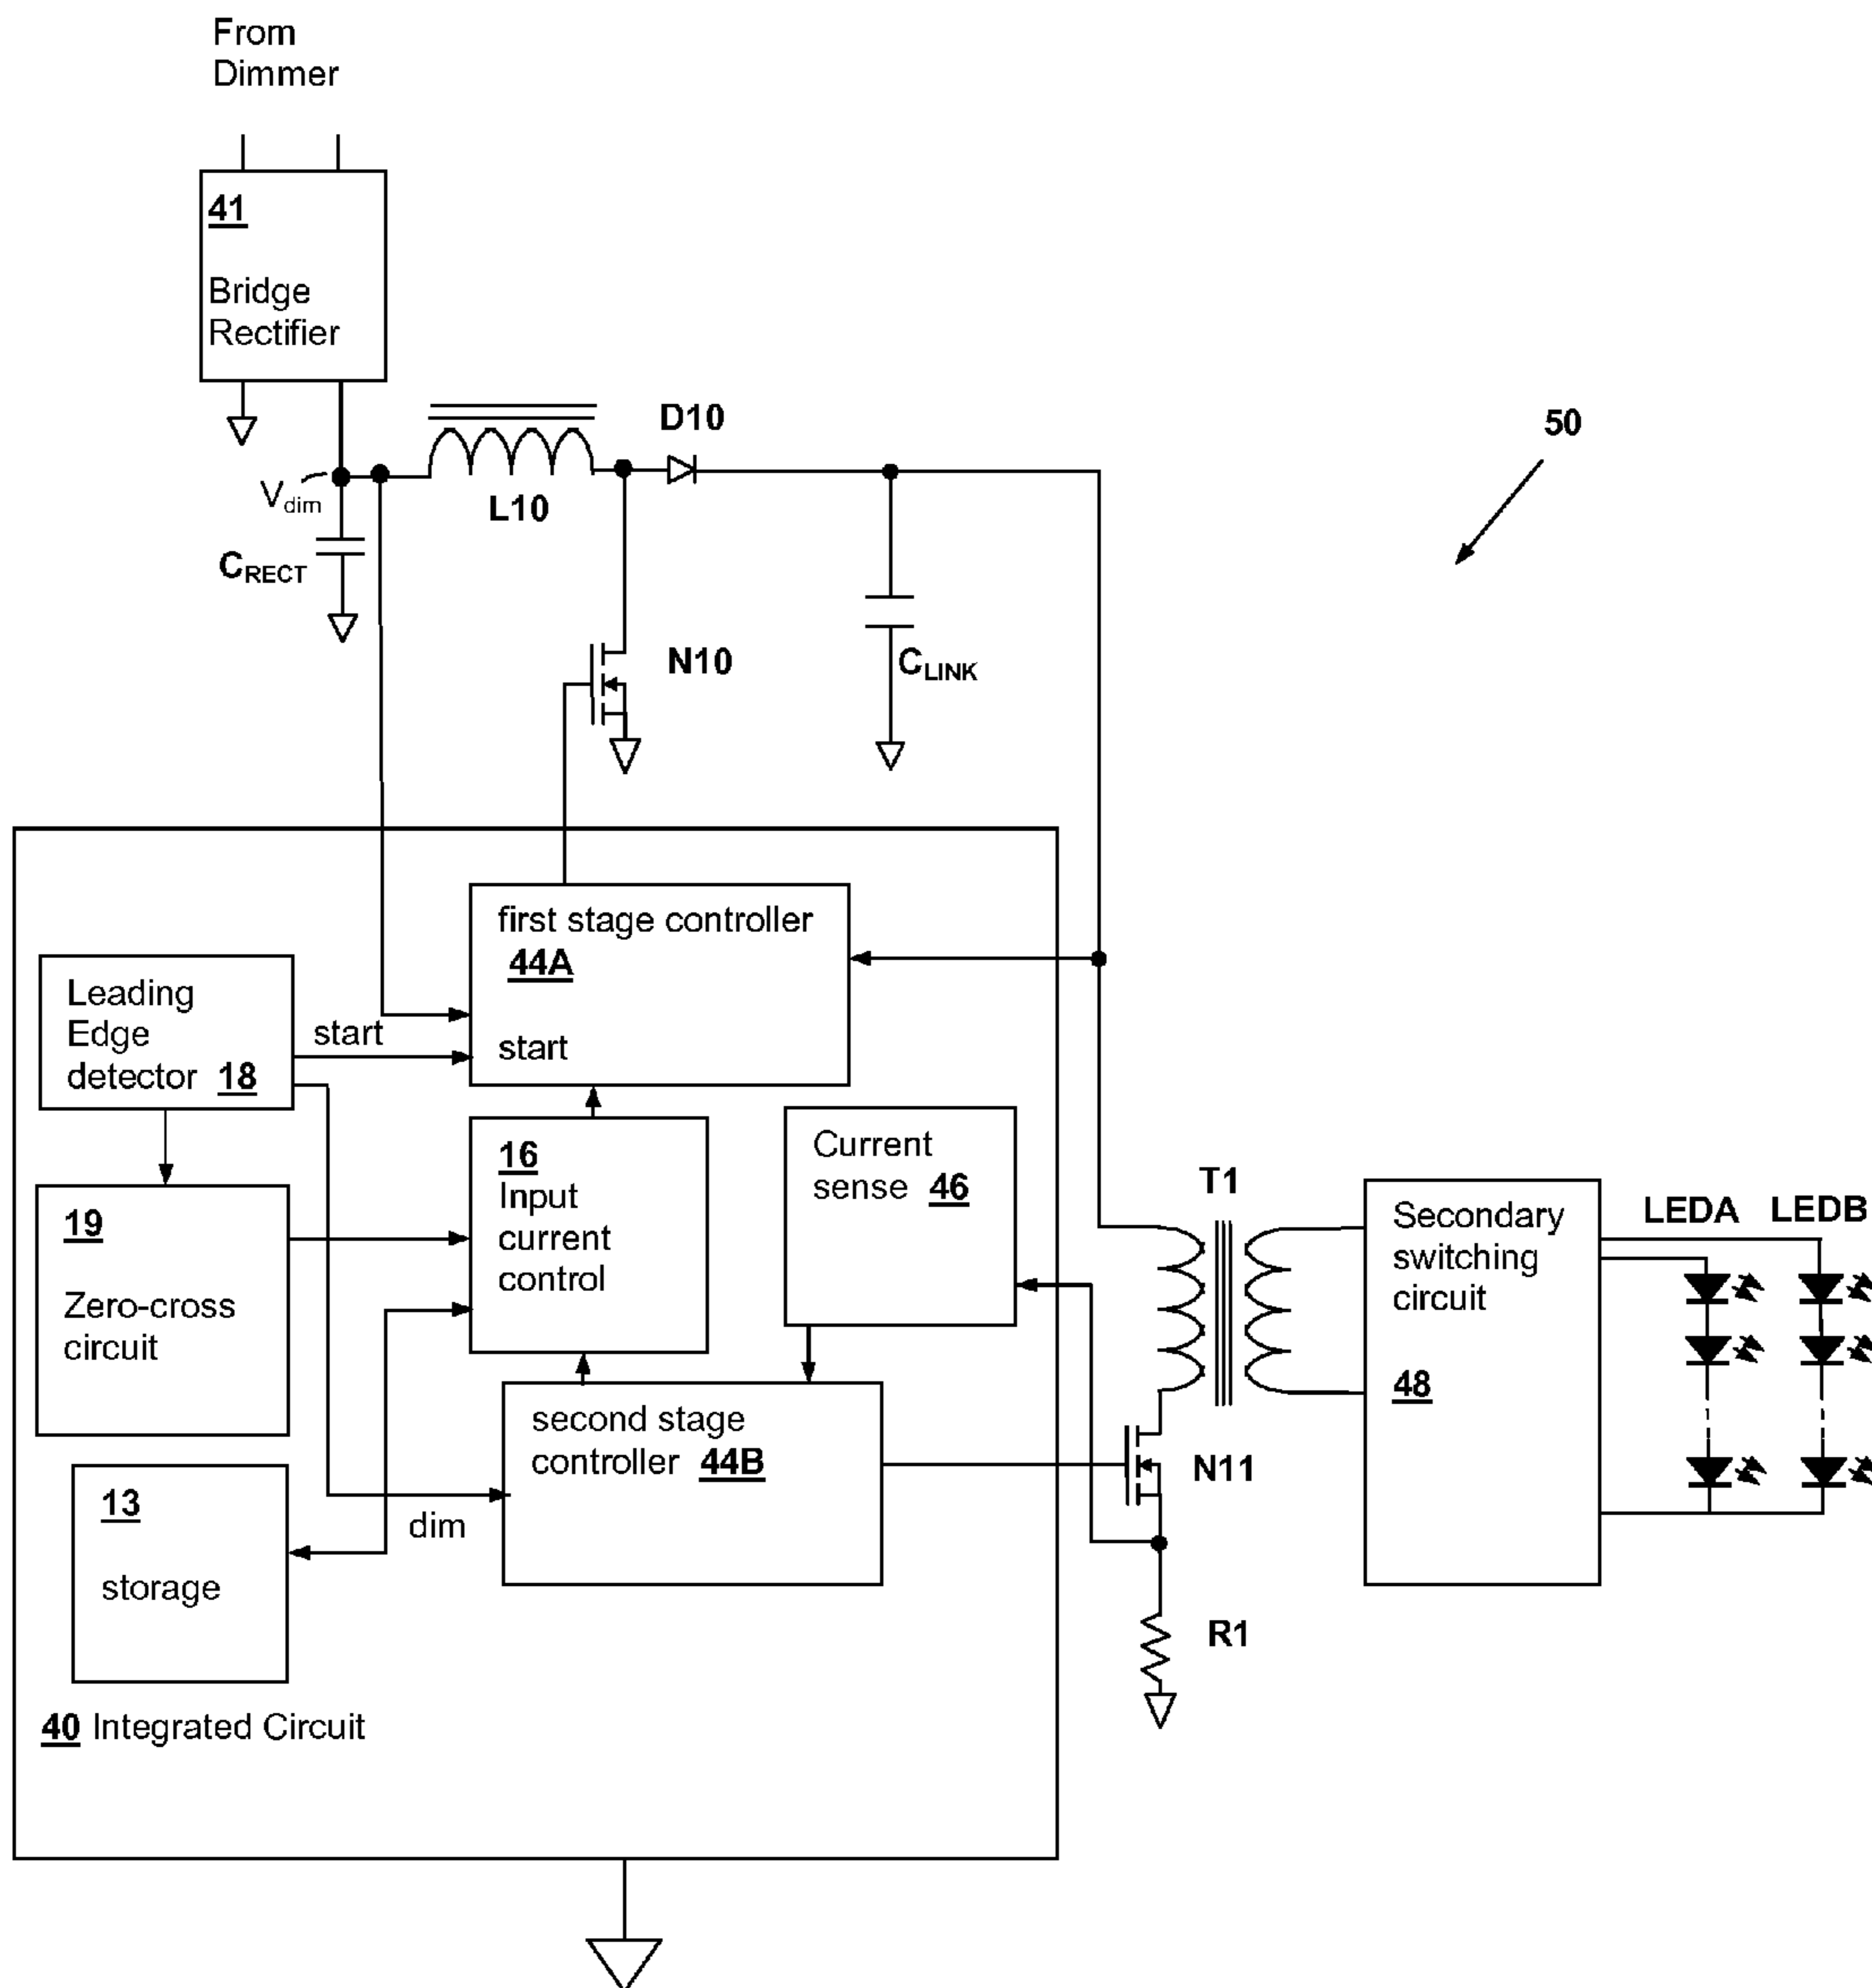 From
Dimmer
41
Bridge
Rectifier
D10
50
Vdim
L10
CRECT
N10
CLINK
first stage controller
44A
start
Leading
Edge
detector 18
start
16
Input
current
control
Current
sense 46
19
Zero-cross
circuit
T1
Secondary
switching
circuit
48
LEDA
LEDB
second stage
controller 44B
N11
13
storage
dim
R1
40 Integrated Circuit